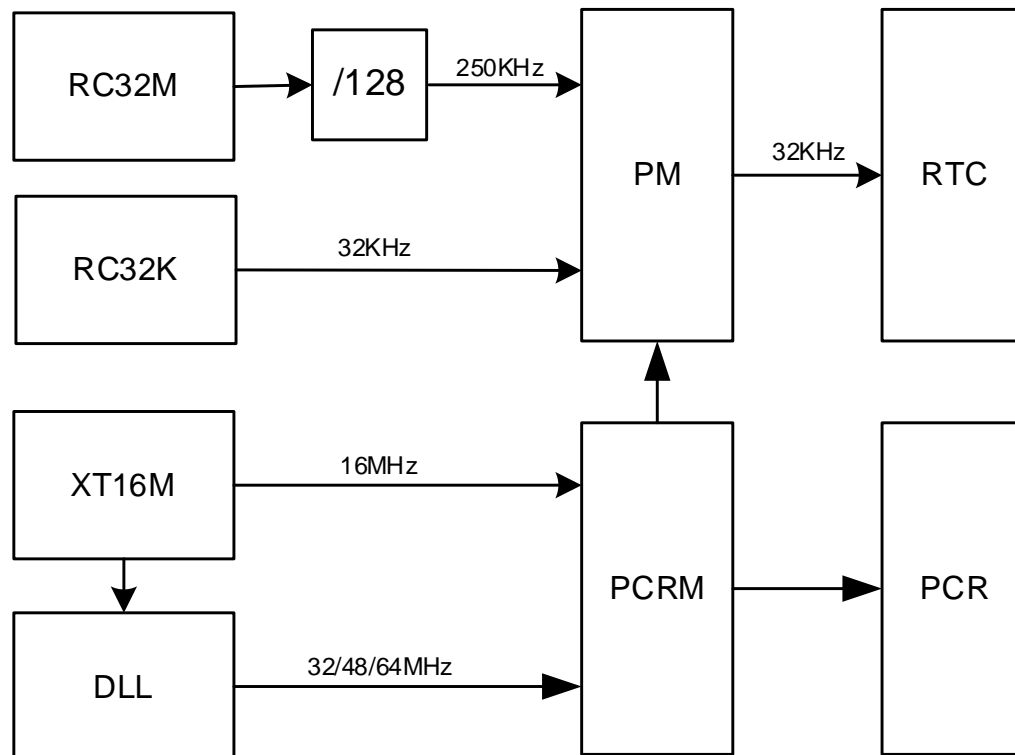 RC32M
/128
250KHz
PM
32KHz
RTC
RC32K
32KHz
XT16M
16MHz
PCRM
PCR
DLL
32/48/64MHz